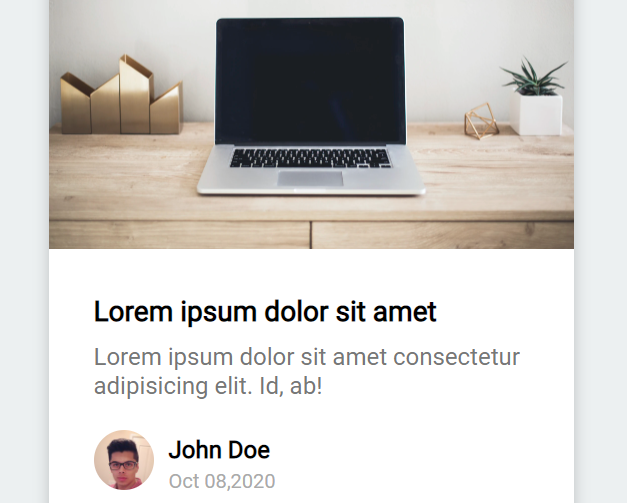 Lorem ipsum dolor sit amet
Lorem ipsum dolor sit amet consectetur
adipisicing elit. Id, ab!
John Doe
Oct 08,2020